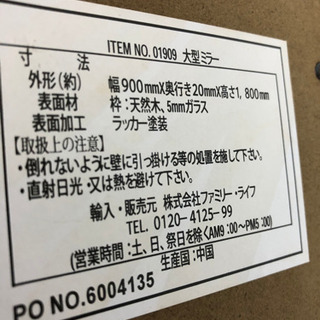 ITEM NO. 01909 大型ミラー
寸 法
外形(約) 幅900mmX奥行き20mmX高さ1,800mm
表面材 枠:天然木、5mmガラス
表面加工 ラッカー塗装
【取扱上の注意】
・倒れないように壁に引っ掛ける等の処置を施して下さい。
・直射日光・又は熱を避けて下さい。
輸入・販売元 株式会社ファミリー・ライフ
TEL. 0120-4125-99
(営業時間:土、日、祭日を除くAM9:00~PM5:00)
生産国:中国
PO NO.6004135